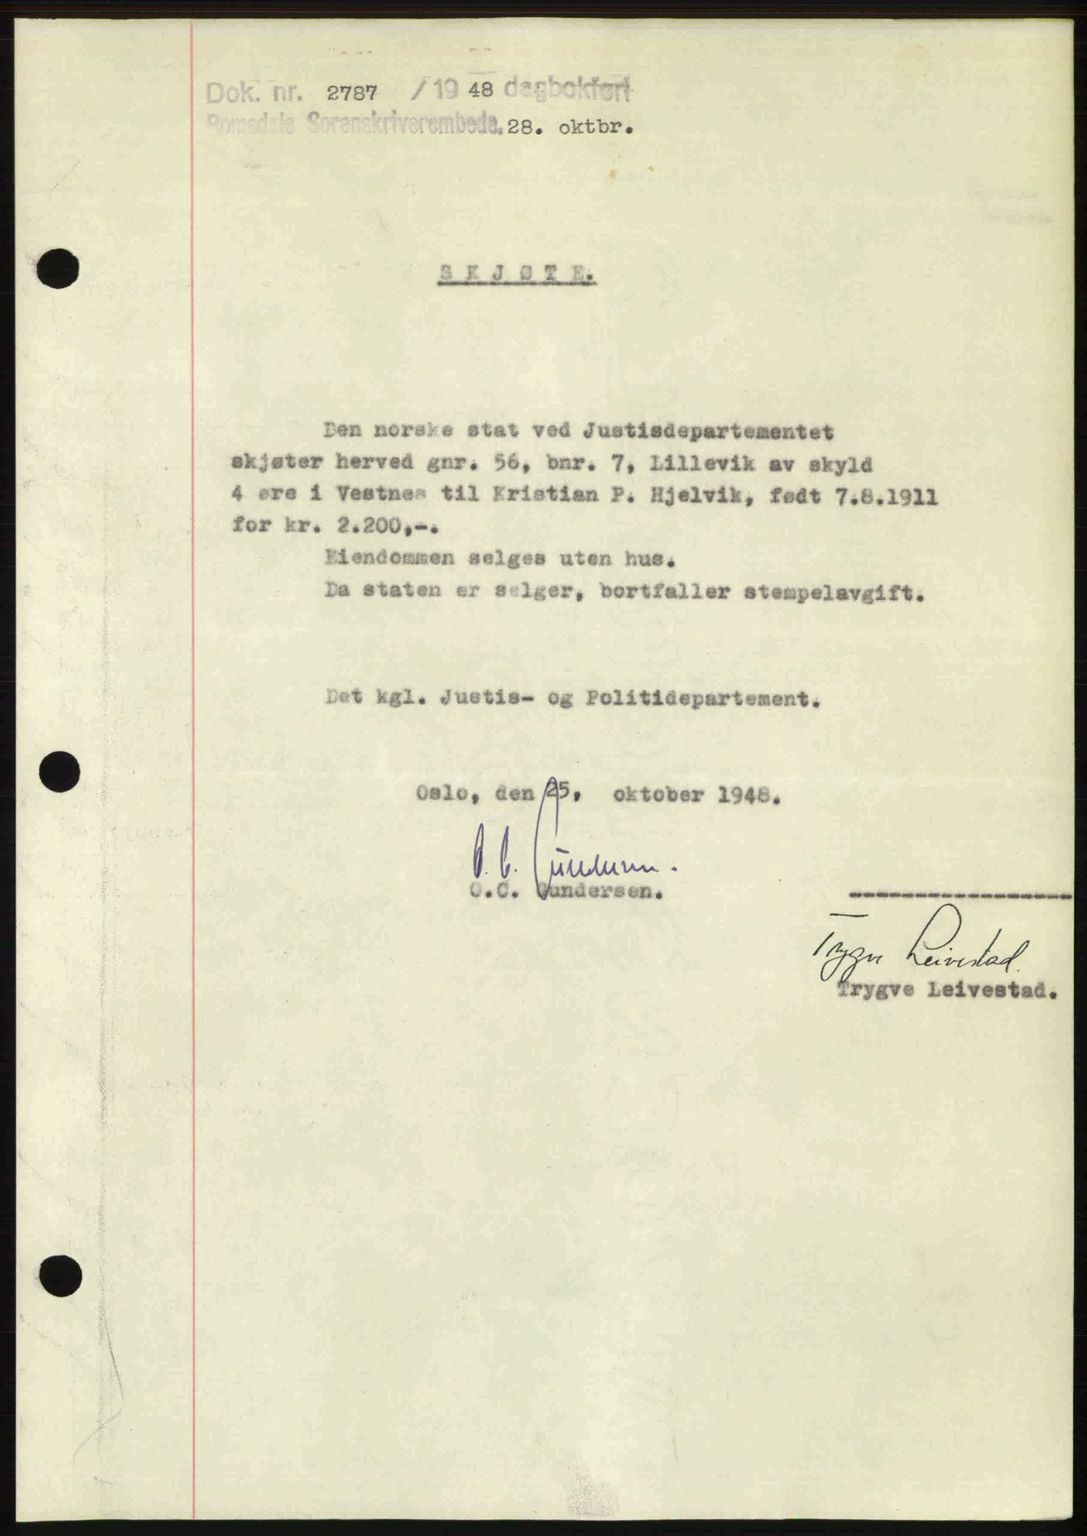 Dok. nr. 2787 / 1948 dagbokført
Romsdals Sorenskriverembede, 28. oktbr.
SKJØTE.
Den norske stat ved Justisdepartementet
skjøter herved gnr. 56, bnr. 7, Lillevik av skyld
4 øre i Vestnes til Kristian P. Hjelvik, født 7.8.1911
for kr. 2.200,-.
Eiendommen selges uten hus.
Da staten er selger, bortfaller stempelavgift.
Det kgl. Justis- og Politidepartement.
Oslo, den 25. oktober 1948.
O. C. Gundersen.
O.C. Gundersen.
Trygve Leivestad.
Trygve Leivestad.